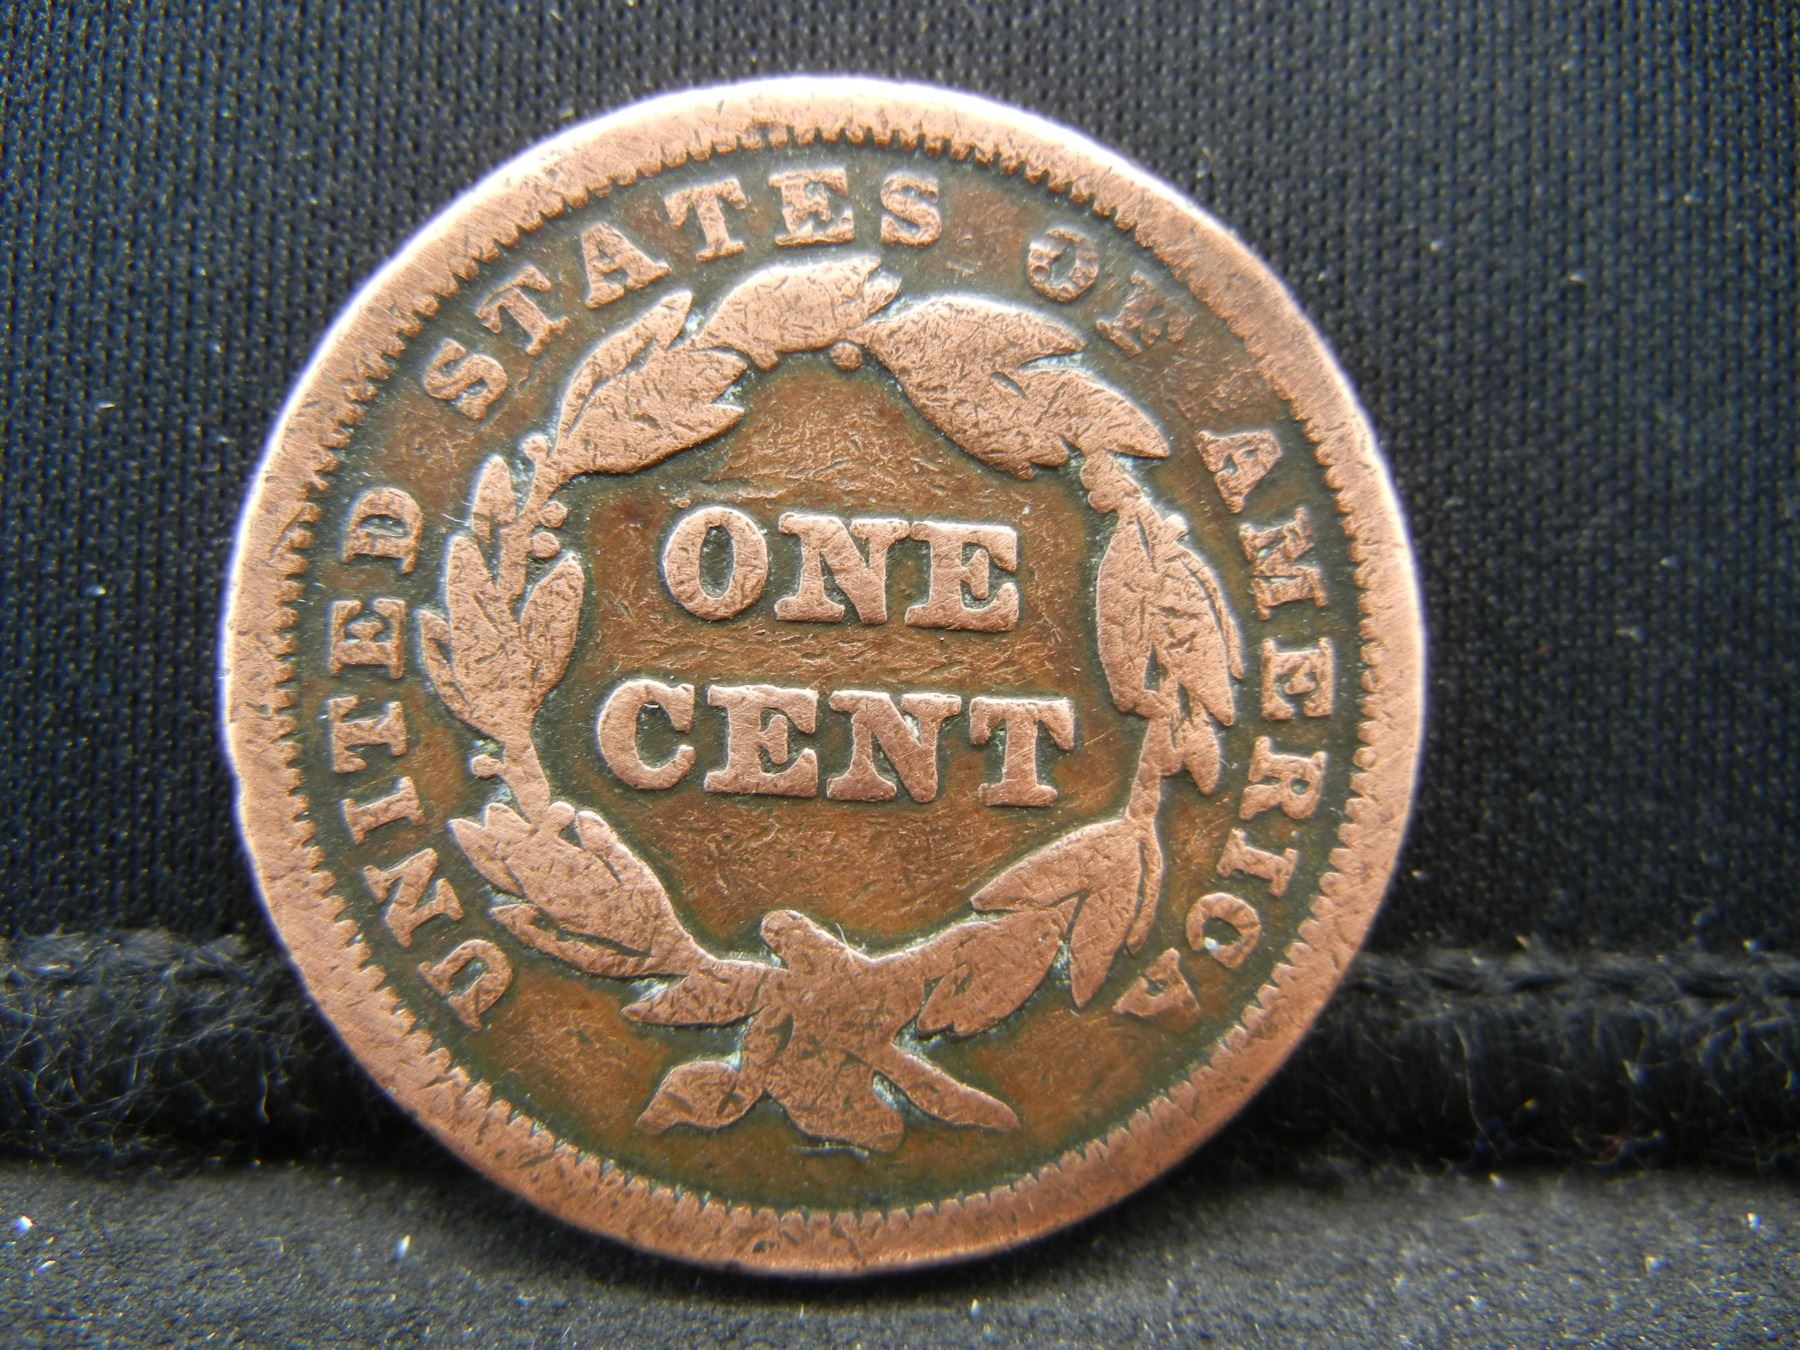 UNITED STATES OF AMERICA
ONE
CENT